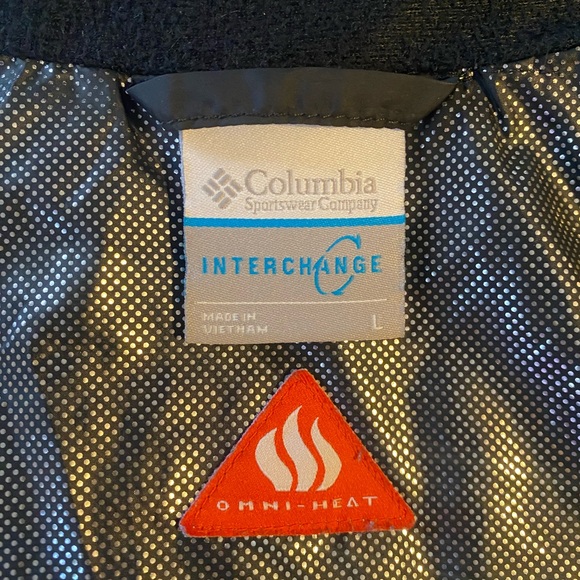 Columbia
Sportswear Company
INTERCHANGE
MADE IN
VIETNAM
L
OMNI-HEAT